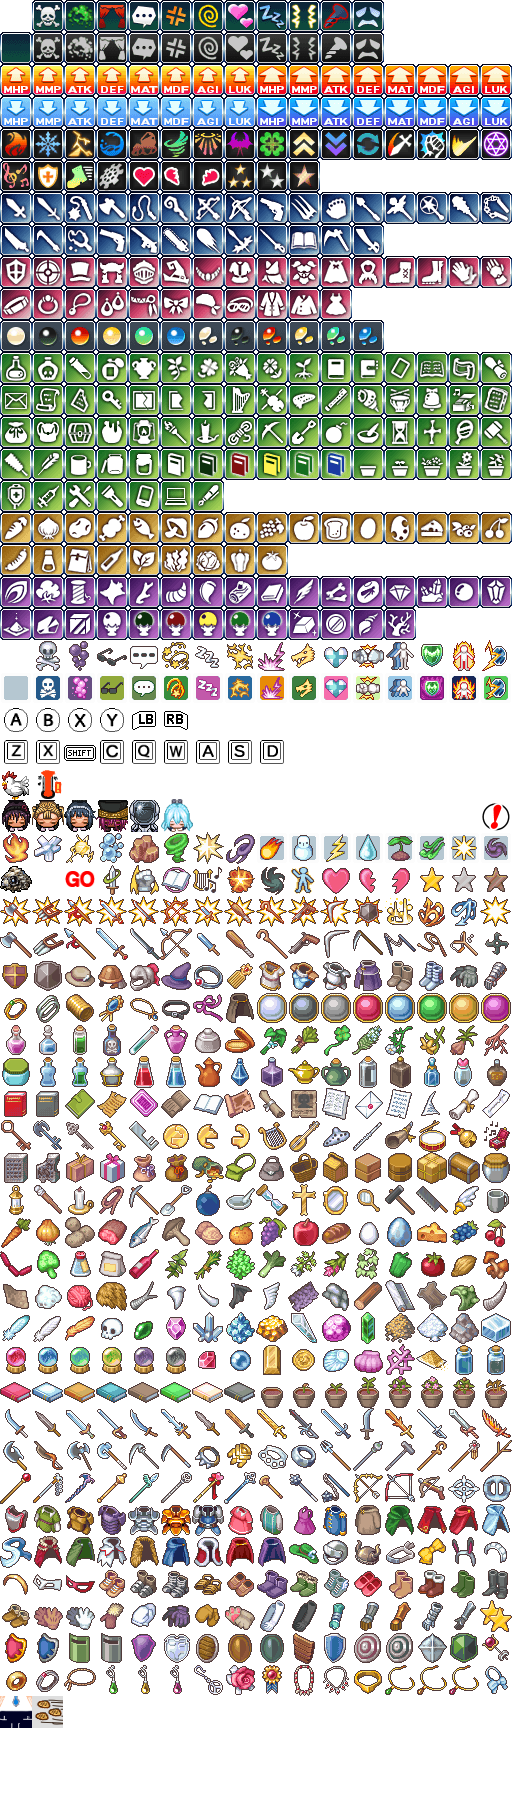 MHP MMP ATK DEF MAT MDF AGI LUK MHP MMP ATK DEF MAT MDF AGI LUK
MHP MMP ATK DEF MAT MDF AGI LUK MHP MMP ATK DEF MAT MDF AGI LUK
A B X Y LB RB
Z X SHIFT C Q W A S D
GO